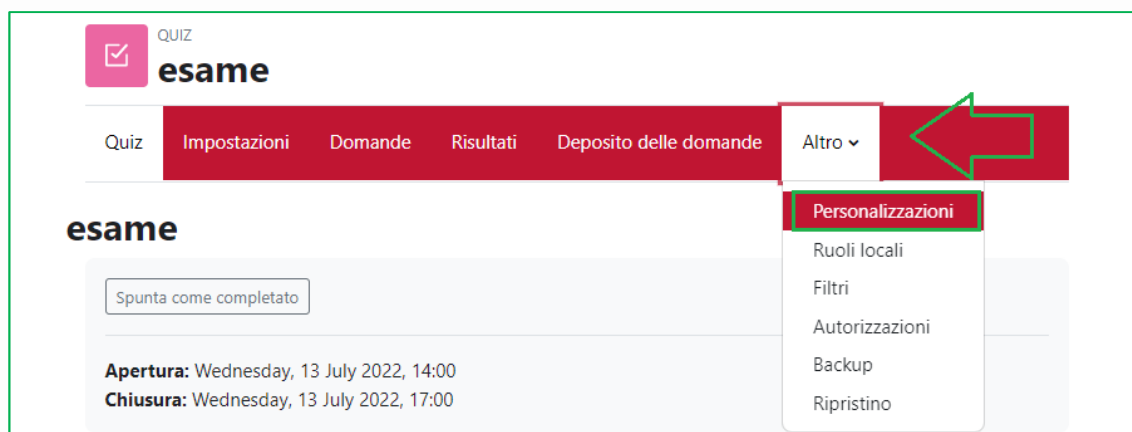 QUIZ
esame
Quiz Impostazioni Domande Risultati Deposito delle domande Altro
Personalizzazioni
esame
Ruoli locali
Filtri
Spunta come completato
Autorizzazioni
Apertura: Wednesday, 13 July 2022, 14:00
Backup
Chiusura: Wednesday, 13 July 2022, 17:00
Ripristino